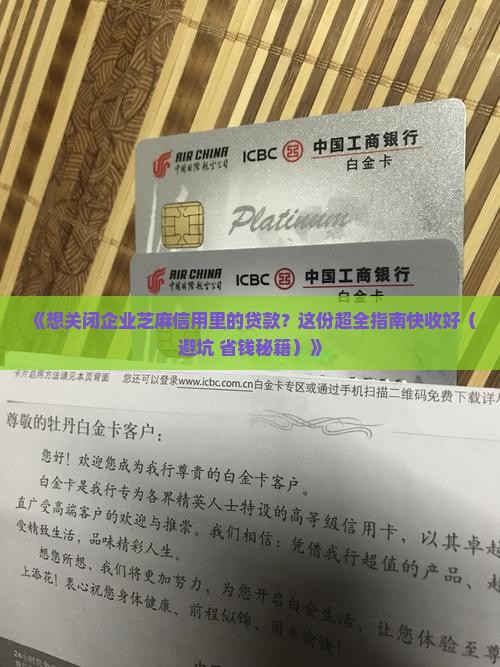 AIR CHINA
中国国际航空公司
ICBC 中国工商银行
白金卡
Platinum
AIR CHINA
中国国际航空公司
ICBC 中国工商银行
《想关闭企业芝麻信用里的贷款？这份超全指南快收好（
避坑 省钱秘籍）》
卡片启用方法请见本页背面
您还可以登录www.icbc.com.cn白金卡专区或通过手机扫描二维码免费下载详
尊敬的牡丹白金卡客户：
您好！欢迎您成为我行尊贵的白金卡客户。
白金卡是我行专为各界精英人士特设的高等级信用卡，以其卓越
直广受高端客户的欢迎与推崇。我们相信：凭借我行超值的产品、超
受精致生活，品味精彩人生。
想您所想，我们将更加努力，为您开启白金生活，让您体验至尊
上添花！衷心祝您身体健康、前程似锦、用卡愉快！
24小时